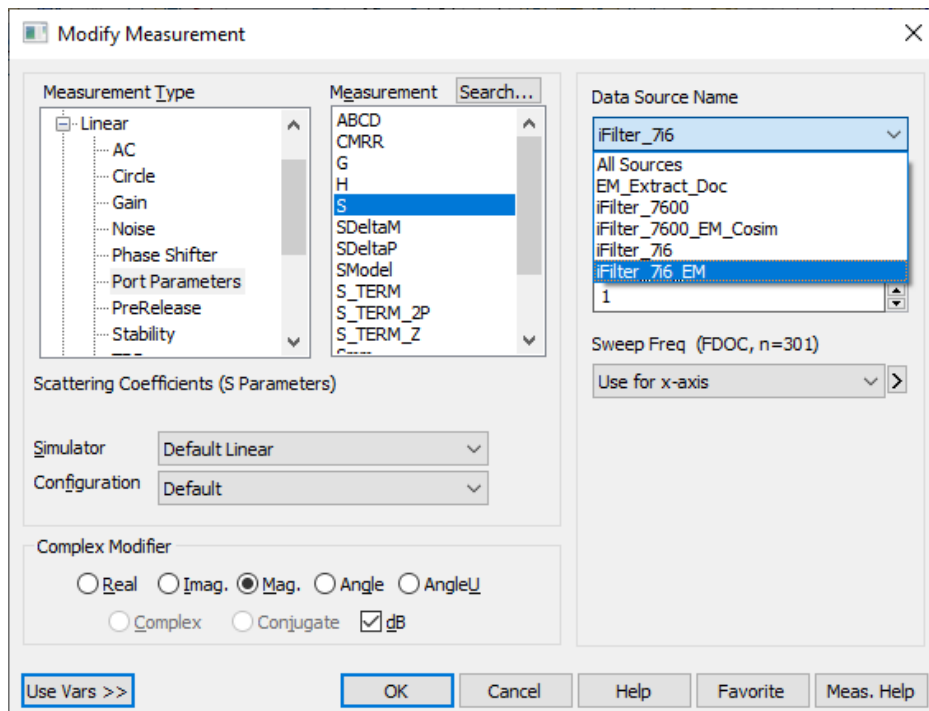 Modify Measurement
Measurement Type
Linear
AC
Circle
Gain
Noise
Phase Shifter
Port Parameters
PreRelease
Stability
Measurement
Search...
ABCD
CMRR
G
H
S
SDeltaM
SDeltaP
SModel
S_TERM
S_TERM_2P
S_TERM_Z
Scattering Coefficients (S Parameters)
Simulator
Default Linear
Configuration
Default
Complex Modifier
Real Imag. Mag. Angle AngleU
Complex Conjugate dB
Data Source Name
iFilter_7i6
All Sources
EM_Extract_Doc
iFilter_7600
iFilter_7600_EM_Cosim
iFilter_7i6
iFilter_7i6_EM
1
Sweep Freq (FDOC, n=301)
Use for x-axis >
Use Vars >> OK Cancel Help Favorite Meas. Help